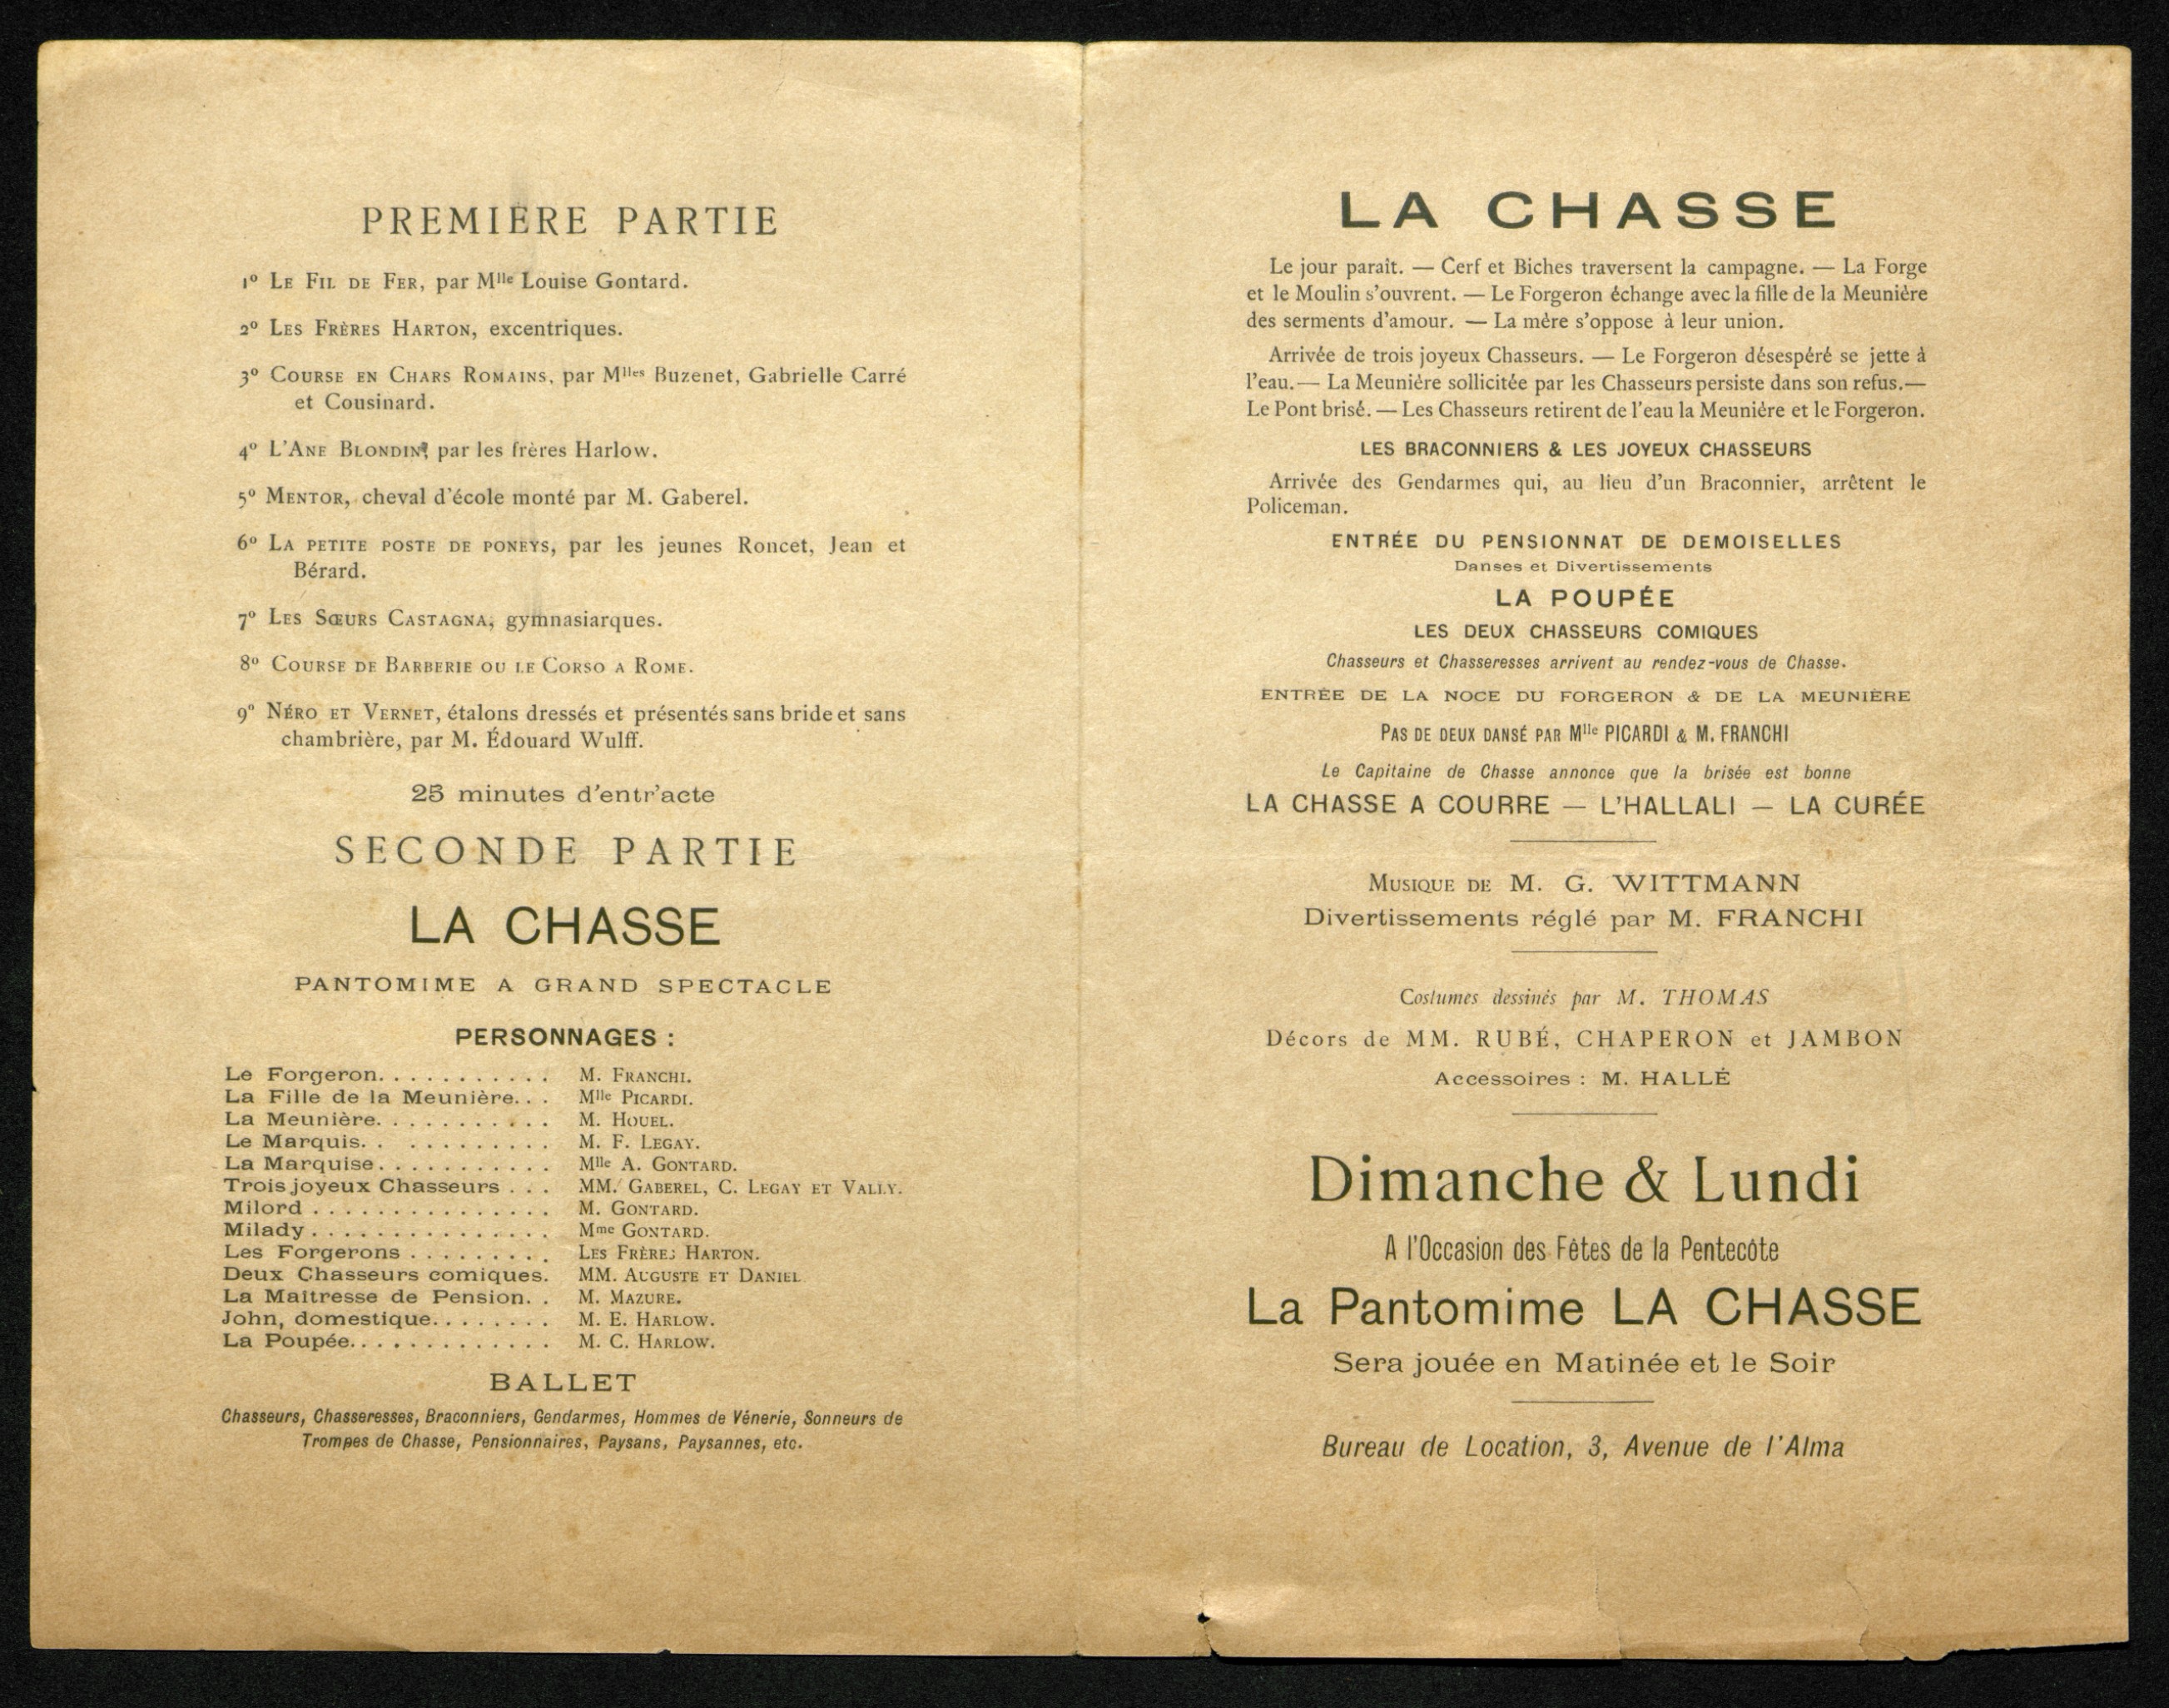 PREMIÈRE PARTIE
1º LE FIL DE FER, par Mlle Louise Gontard.
2º LES FRÈRES HARTON, excentriques.
3º COURSE EN CHARS ROMAINS, par Mlles Buzenet, Gabrielle Carré
et Cousinard.
4º L'ANE BLONDIN, par les frères Harlow.
5º MENTOR, cheval d'école monté par M. Gaberel.
6º LA PETITE POSTE DE PONEYS, par les jeunes Roncet, Jean et
Bérard.
7º LES SŒURS CASTAGNA, gymnasiarques.
8º COURSE DE BARBERIE OU LE CORSO A ROME.
9º NÉRO ET VERNET, étalons dressés et présentés sans bride et sans
chambrière, par M. Édouard Wulff.
25 minutes d'entr'acte
SECONDE PARTIE
LA CHASSE
PANTOMIME A GRAND SPECTACLE
PERSONNAGES :
Le Forgeron. . . . . . . . . . . M. FRANCHI.
La Fille de la Meunière. . . Mlle PICARDI.
La Meunière. . . . . . . . . . . M. HOUEL.
Le Marquis. . . . . . . . . . . M. F. LEGAY.
La Marquise. . . . . . . . . . . Mlle A. GONTARD.
Trois joyeux Chasseurs . . . MM. GABEREL, C. LEGAY ET VALLY.
Milord . . . . . . . . . . . . . . . M. GONTARD.
Milady . . . . . . . . . . . . . . . Mme GONTARD.
Les Forgerons . . . . . . . . . LES FRÈRES HARTON.
Deux Chasseurs comiques. MM. AUGUSTE ET DANIEL
La Maîtresse de Pension. . M. MAZURE.
John, domestique. . . . . . . . M. E. HARLOW.
La Poupée. . . . . . . . . . . . . M. C. HARLOW.
BALLET
Chasseurs, Chasseresses, Braconniers, Gendarmes, Hommes de Vénerie, Sonneurs de
Trompes de Chasse, Pensionnaires, Paysans, Paysannes, etc.
LA CHASSE
Le jour paraît. — Cerf et Biches traversent la campagne. — La Forge
et le Moulin s'ouvrent. — Le Forgeron échange avec la fille de la Meunière
des serments d'amour. — La mère s'oppose à leur union.
Arrivée de trois joyeux Chasseurs. — Le Forgeron désespéré se jette à
l'eau. — La Meunière sollicitée par les Chasseurs persiste dans son refus. —
Le Pont brisé. — Les Chasseurs retirent de l'eau la Meunière et le Forgeron.
LES BRACONNIERS & LES JOYEUX CHASSEURS
Arrivée des Gendarmes qui, au lieu d'un Braconnier, arrêtent le
Policeman.
ENTRÉE DU PENSIONNAT DE DEMOISELLES
Danses et Divertissements
LA POUPÉE
LES DEUX CHASSEURS COMIQUES
Chasseurs et Chasseresses arrivent au rendez-vous de Chasse.
ENTRÉE DE LA NOCE DU FORGERON & DE LA MEUNIÈRE
PAS DE DEUX DANSÉ PAR Mlle PICARDI & M. FRANCHI
Le Capitaine de Chasse annonce que la brisée est bonne
LA CHASSE A COURRE — L'HALLALI — LA CURÉE
MUSIQUE DE M. G. WITTMANN
Divertissements réglé par M. FRANCHI
Costumes dessinés par M. THOMAS
Décors de MM. RUBÉ, CHAPERON et JAMBON
Accessoires : M. HALLÉ
Dimanche & Lundi
A l'Occasion des Fêtes de la Pentecôte
La Pantomime LA CHASSE
Sera jouée en Matinée et le Soir
Bureau de Location, 3, Avenue de l'Alma